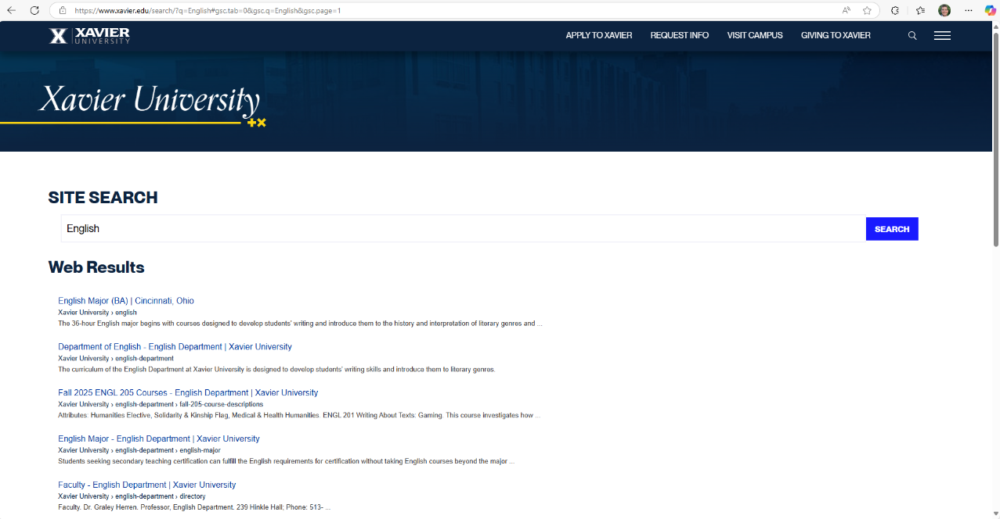 https://www.xavier.edu/search/?q=English#gsc.tab=0&gsc.q=English&gsc.page=1
XAVIER
UNIVERSITY
APPLY TO XAVIER
REQUEST INFO
VISIT CAMPUS
GIVING TO XAVIER
Xavier University
SITE SEARCH
English
SEARCH
Web Results
English Major (BA) | Cincinnati, Ohio
Xavier University › english
The 36-hour English major begins with courses designed to develop students' writing and introduce them to the history and interpretation of literary genres and ...
Department of English - English Department | Xavier University
Xavier University › english-department
The curriculum of the English Department at Xavier University is designed to develop students' writing skills and introduce them to literary genres.
Fall 2025 ENGL 205 Courses - English Department | Xavier University
Xavier University › english-department › fall-205-course-descriptions
Attributes: Humanities Elective, Solidarity & Kinship Flag, Medical & Health Humanities. ENGL 201 Writing About Texts: Gaming. This course investigates how ...
English Major - English Department | Xavier University
Xavier University › english-department › english-major
Students seeking secondary teaching certification can fulfill the English requirements for certification without taking English courses beyond the major ...
Faculty - English Department | Xavier University
Xavier University › english-department › directory
Faculty. Dr. Graley Herren. Professor, English Department. 239 Hinkle Hall; Phone: 513- ...